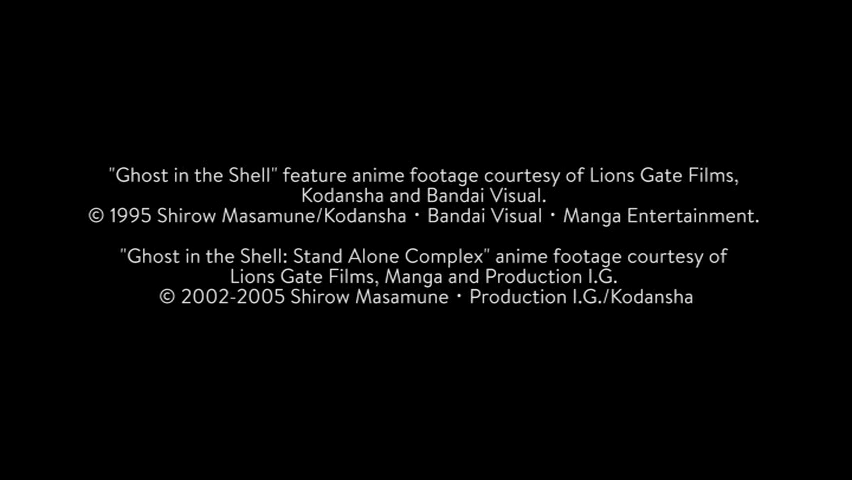 "Ghost in the Shell" feature anime footage courtesy of Lions Gate Films,
Kodansha and Bandai Visual.
© 1995 Shirow Masamune/Kodansha・Bandai Visual・Manga Entertainment.
"Ghost in the Shell: Stand Alone Complex" anime footage courtesy of
Lions Gate Films, Manga and Production I.G.
© 2002-2005 Shirow Masamune・Production I.G./Kodansha